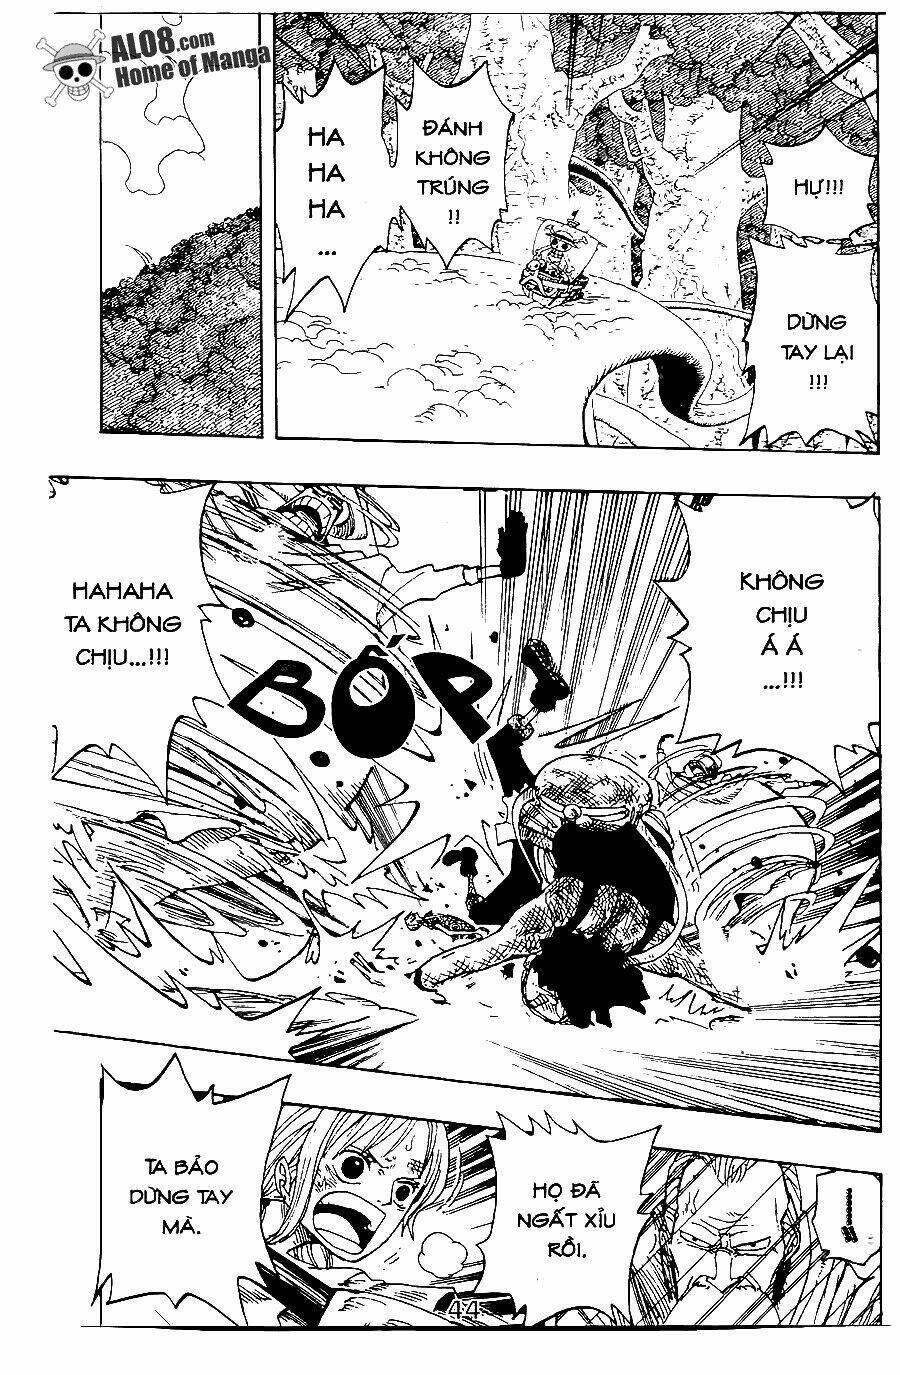 AL08.com
Home of Manga
HỰ!!!
DỪNG
TAY LẠI
!!!
ĐÁNH
KHÔNG
TRÚNG
!!
HA
HA
HA
...
KHÔNG
CHỊU
Á Á
...!!!
HAHAHA
TA KHÔNG
CHỊU...!!!
BỐP!
HỌ ĐÃ
NGẤT XỈU
RỒI.
TA BẢO
DỪNG TAY
MÀ.
44